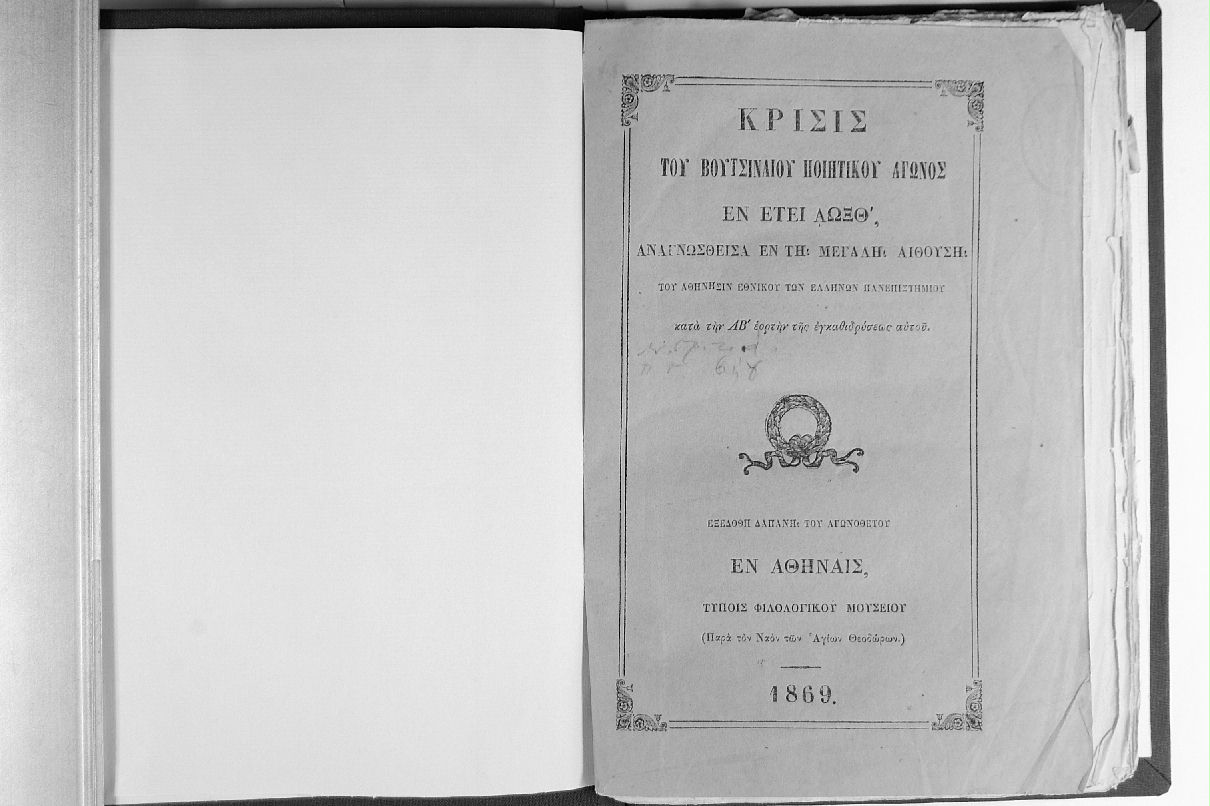 ΚΡΙΣΙΣ
ΤΟΥ ΒΟΥΤΣΙΝΑΙΟΥ ΠΟΙΗΤΙΚΟΥ ΑΓΩΝΟΣ
ΕΝ ΕΤΕΙ ΑΩΞΘ′,
ΑΝΑΓΝΩΣΘΕΙΣΑ ΕΝ ΤΗι ΜΕΓΑΛΗι ΑΙΘΟΥΣΗι
ΤΟΥ ΑΘΗΝΗΣΙΝ ΕΘΝΙΚΟΥ ΤΩΝ ΕΛΛΗΝΩΝ ΠΑΝΕΠΙΣΤΗΜΙΟΥ
κατὰ τὴν ΛΒ′ ἑορτὴν τῆς ἐγκαθιδρύσεως αὐτοῦ.
ΕΞΕΔΟΘΗ ΔΑΠΑΝΗι ΤΟΥ ΑΓΩΝΟΘΕΤΟΥ
ΕΝ ΑΘΗΝΑΙΣ,
ΤΥΠΟΙΣ ΦΙΛΟΛΟΓΙΚΟΥ ΜΟΥΣΕΙΟΥ
(Παρὰ τὸν Ναὸν τῶν Ἁγίων Θεοδώρων.)
1869.